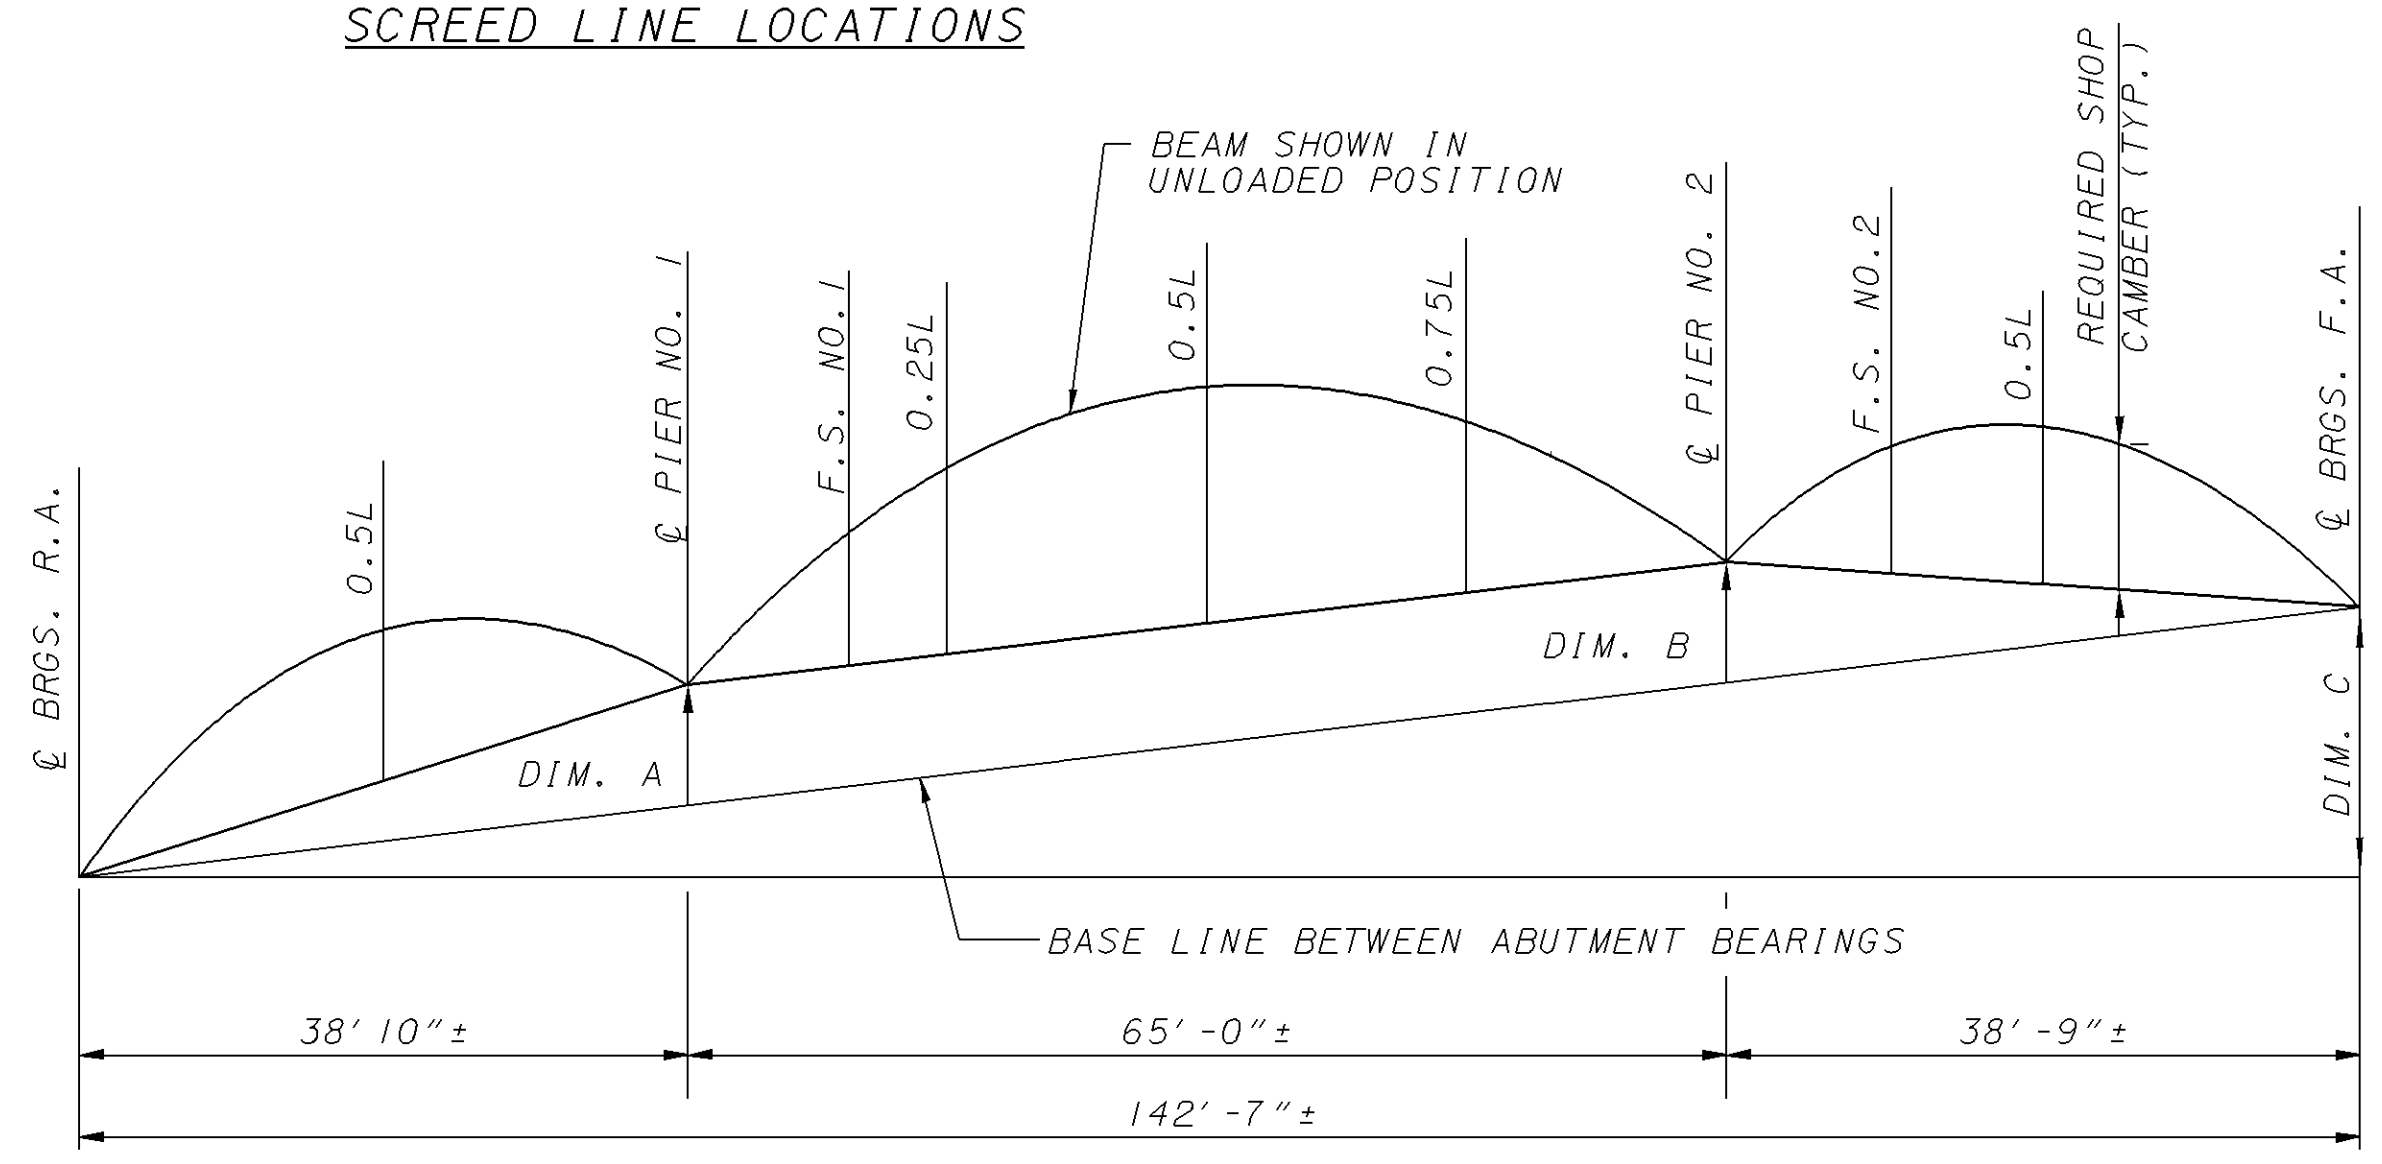 SCREED LINE LOCATIONS
BEAM SHOWN IN
UNLOADED POSITION
℄ BRGS. R.A.
0.5L
℄ PIER NO. 1
F.S. NO.1
0.25L
0.5L
0.75L
℄ PIER NO. 2
F.S. NO.2
0.5L
REQUIRED SHOP
CAMBER (TYP.)
℄ BRGS. F.A.
DIM. A
DIM. B
DIM. C
BASE LINE BETWEEN ABUTMENT BEARINGS
38' 10"±
65'-0"±
38'-9"±
142'-7"±